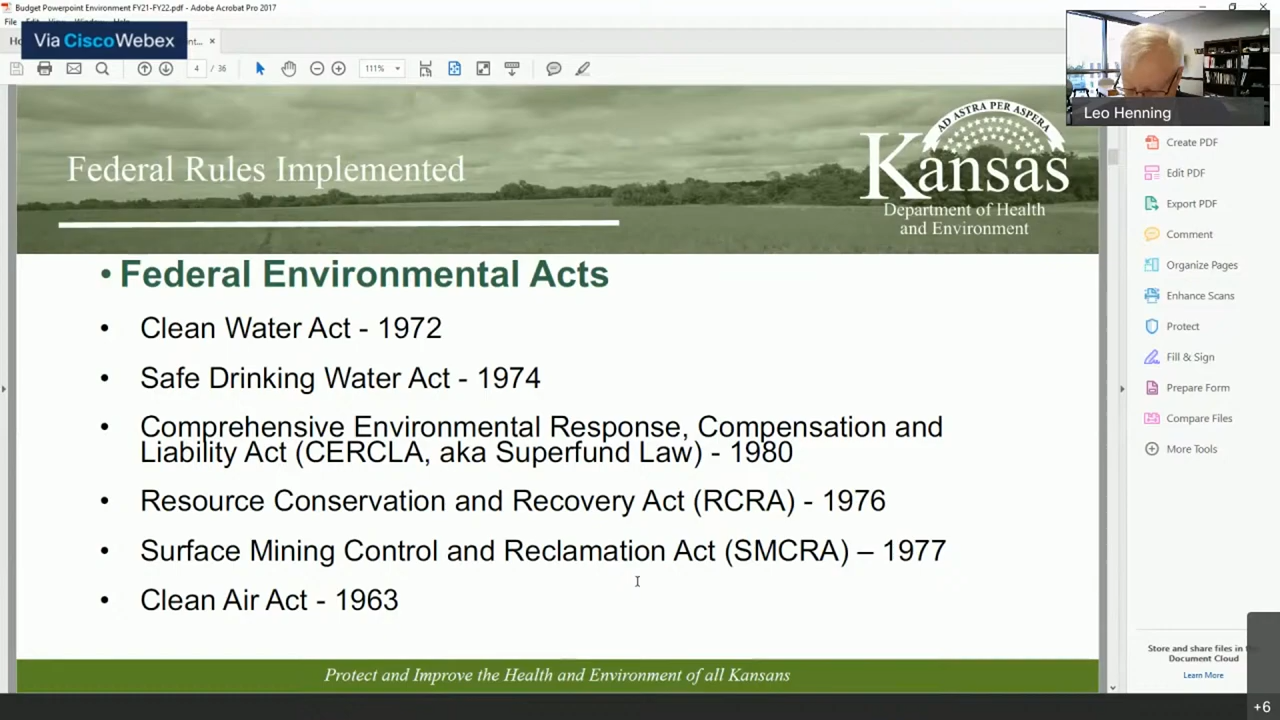 Budget Powerpoint Environment FY21-FY22.pdf - Adobe Acrobat Pro 2017
File Edit View Window Help
Via CiscoWebex
4 / 36
111%
Leo Henning
Federal Rules Implemented
AD ASTRA PER ASPERA
Kansas
Department of Health
and Environment
• Federal Environmental Acts
• Clean Water Act - 1972
• Safe Drinking Water Act - 1974
• Comprehensive Environmental Response, Compensation and
Liability Act (CERCLA, aka Superfund Law) - 1980
• Resource Conservation and Recovery Act (RCRA) - 1976
• Surface Mining Control and Reclamation Act (SMCRA) – 1977
• Clean Air Act - 1963
Protect and Improve the Health and Environment of all Kansans
Create PDF
Edit PDF
Export PDF
Comment
Organize Pages
Enhance Scans
Protect
Fill & Sign
Prepare Form
Compare Files
More Tools
Store and share files in
Document Cloud
Learn More
+6